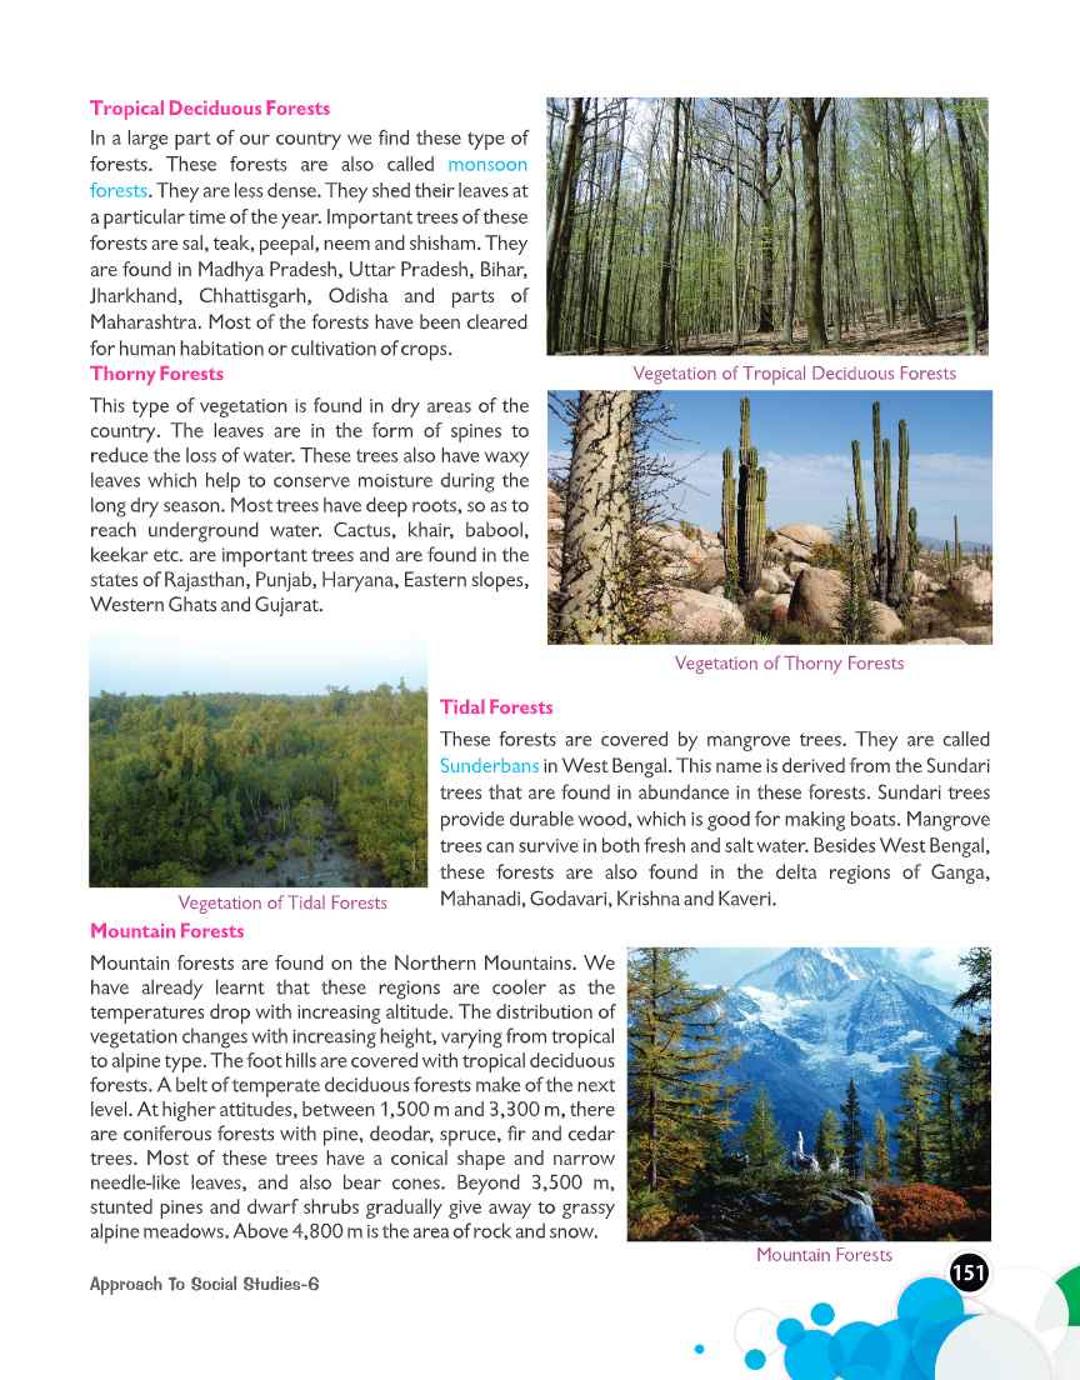 Tropical Deciduous Forests
In a large part of our country we find these type of
forests. These forests are also called monsoon
forests. They are less dense. They shed their leaves at
a particular time of the year. Important trees of these
forests are sal, teak, peepal, neem and shisham. They
are found in Madhya Pradesh, Uttar Pradesh, Bihar,
Jharkhand, Chhattisgarh, Odisha and parts of
Maharashtra. Most of the forests have been cleared
for human habitation or cultivation of crops.
Vegetation of Tropical Deciduous Forests
Thorny Forests
This type of vegetation is found in dry areas of the
country. The leaves are in the form of spines to
reduce the loss of water. These trees also have waxy
leaves which help to conserve moisture during the
long dry season. Most trees have deep roots, so as to
reach underground water. Cactus, khair, babool,
keekar etc. are important trees and are found in the
states of Rajasthan, Punjab, Haryana, Eastern slopes,
Western Ghats and Gujarat.
Vegetation of Thorny Forests
Tidal Forests
These forests are covered by mangrove trees. They are called
Sunderbans in West Bengal. This name is derived from the Sundari
trees that are found in abundance in these forests. Sundari trees
provide durable wood, which is good for making boats. Mangrove
trees can survive in both fresh and salt water. Besides West Bengal,
these forests are also found in the delta regions of Ganga,
Mahanadi, Godavari, Krishna and Kaveri.
Vegetation of Tidal Forests
Mountain Forests
Mountain forests are found on the Northern Mountains. We
have already learnt that these regions are cooler as the
temperatures drop with increasing altitude. The distribution of
vegetation changes with increasing height, varying from tropical
to alpine type. The foot hills are covered with tropical deciduous
forests. A belt of temperate deciduous forests make of the next
level. At higher attitudes, between 1,500 m and 3,300 m, there
are coniferous forests with pine, deodar, spruce, fir and cedar
trees. Most of these trees have a conical shape and narrow
needle-like leaves, and also bear cones. Beyond 3,500 m,
stunted pines and dwarf shrubs gradually give away to grassy
alpine meadows. Above 4,800 m is the area of rock and snow.
Mountain Forests
Approach To Social Studies-6
151